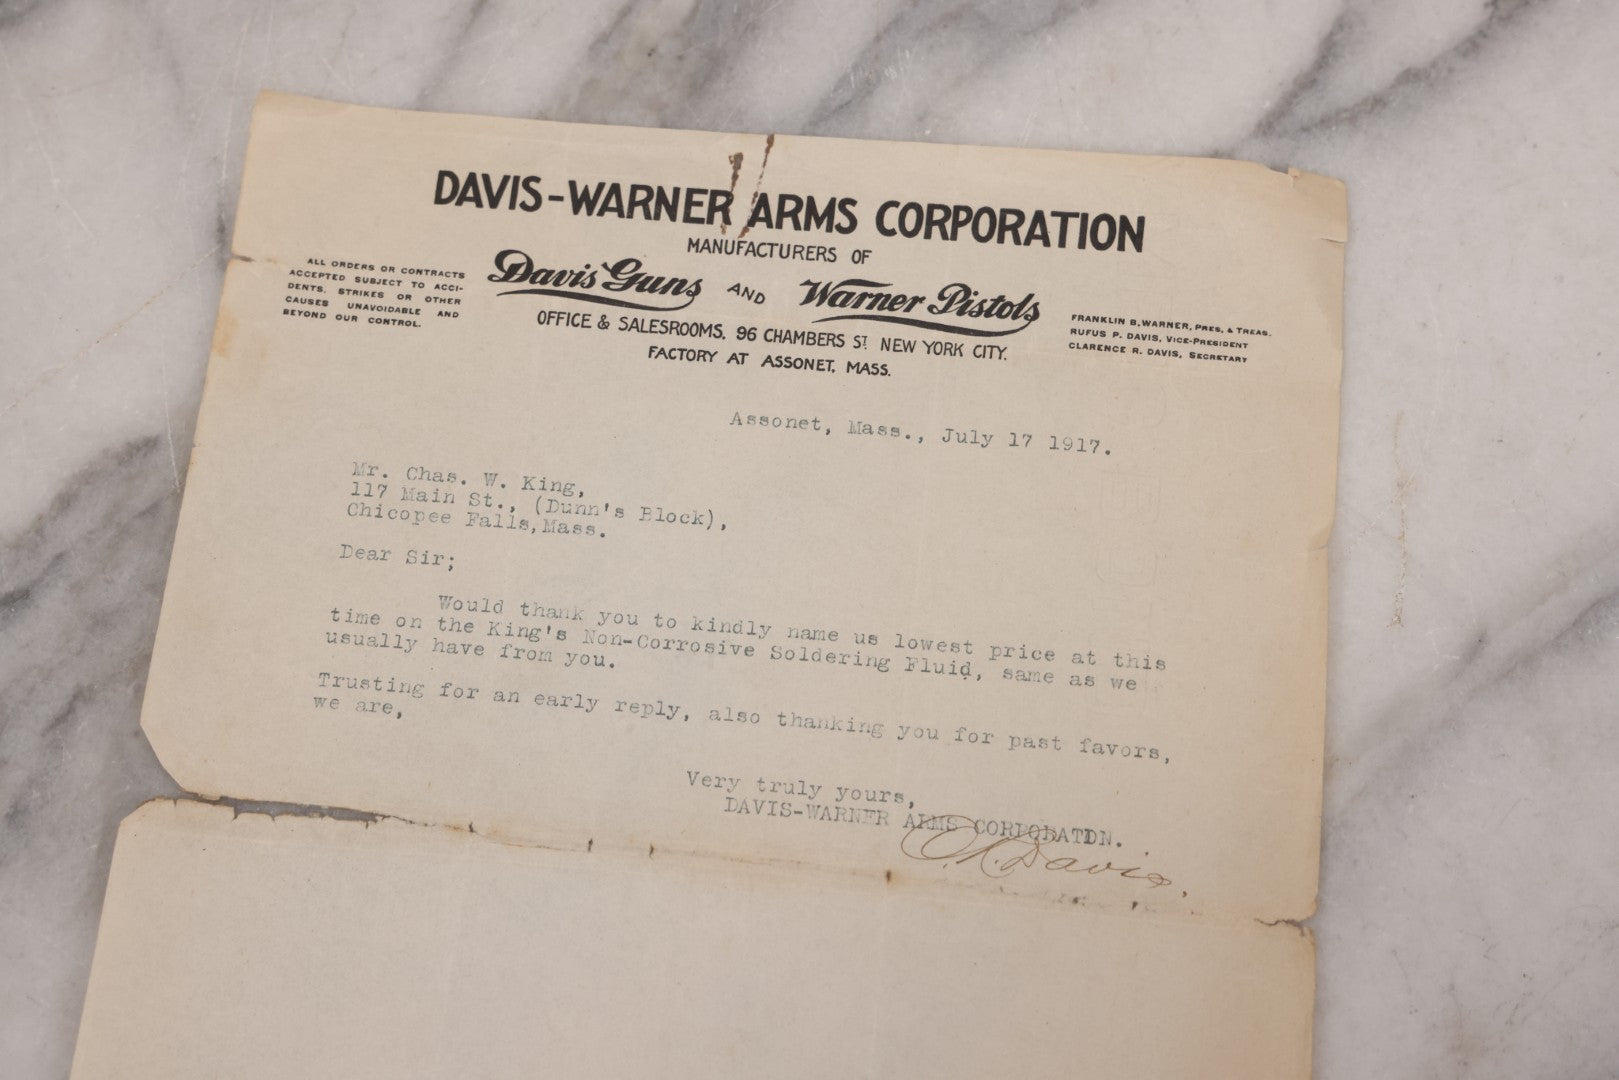 DAVIS-WARNER ARMS CORPORATION
MANUFACTURERS OF
Davis Guns AND Warner Pistols
OFFICE & SALESROOMS, 96 CHAMBERS ST. NEW YORK CITY.
FACTORY AT ASSONET, MASS.
ALL ORDERS OR CONTRACTS
ACCEPTED SUBJECT TO ACCI-
DENTS, STRIKES OR OTHER
CAUSES UNAVOIDABLE AND
BEYOND OUR CONTROL.
FRANKLIN B. WARNER, PRES. & TREAS.
RUFUS P. DAVIS, VICE-PRESIDENT
CLARENCE R. DAVIS, SECRETARY
Assonet, Mass., July 17 1917.
Mr. Chas. W. King,
117 Main St., (Dunn's Block),
Chicopee Falls,Mass.
Dear Sir;
Would thank you to kindly name us lowest price at this
time on the King's Non-Corrosive Soldering Fluid, same as we
usually have from you.
Trusting for an early reply, also thanking you for past favors,
we are,
Very truly yours,
DAVIS-WARNER ARMS CORPORATION.
C.R. Davis.